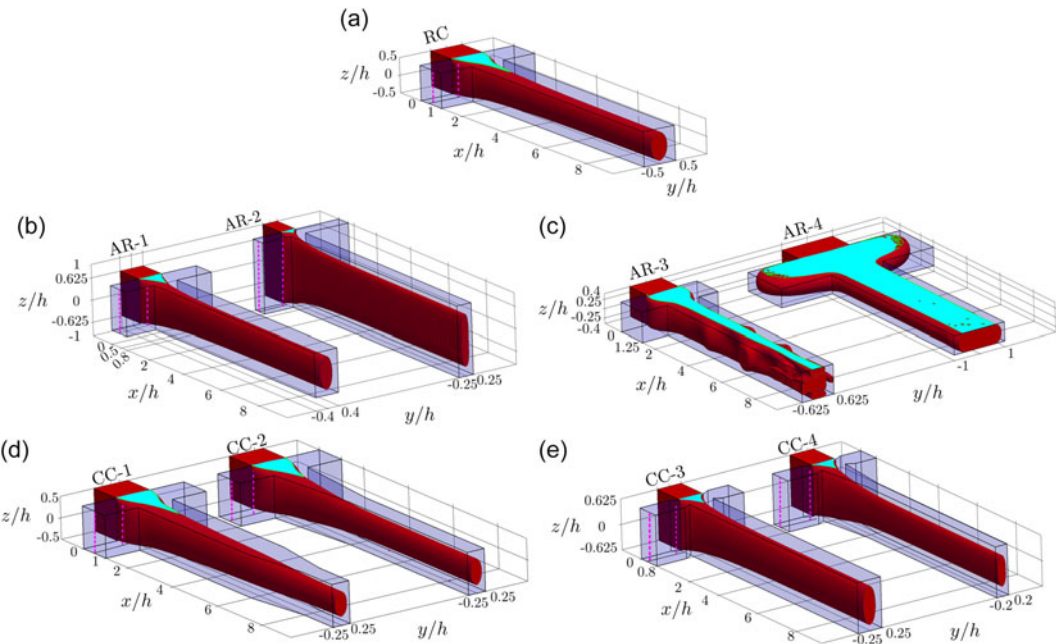 (a)
RC
0.5
z/h 0
-0.5
0
1
2
4
6
8
x/h
-0.5 0.5
y/h
(b)
AR-1
AR-2
1
0.625
z/h 0
-0.625
-1
0
0.5
0.8
2
4
6
8
x/h
-0.4 0.4
-0.25 0.25
y/h
(c)
AR-3
AR-4
0.4
0.25
z/h
-0.25
-0.4
0
1.25
2
4
6
8
x/h
-0.625 0.625
-1 1
y/h
(d)
CC-1
CC-2
0.5
z/h 0
-0.5
0
1
2
4
6
8
x/h
-0.25 0.25
-0.25 0.25
y/h
(e)
CC-3
CC-4
0.625
z/h 0
-0.625
0
0.8
2
4
6
8
x/h
-0.25 0.25
-0.2 0.2
y/h